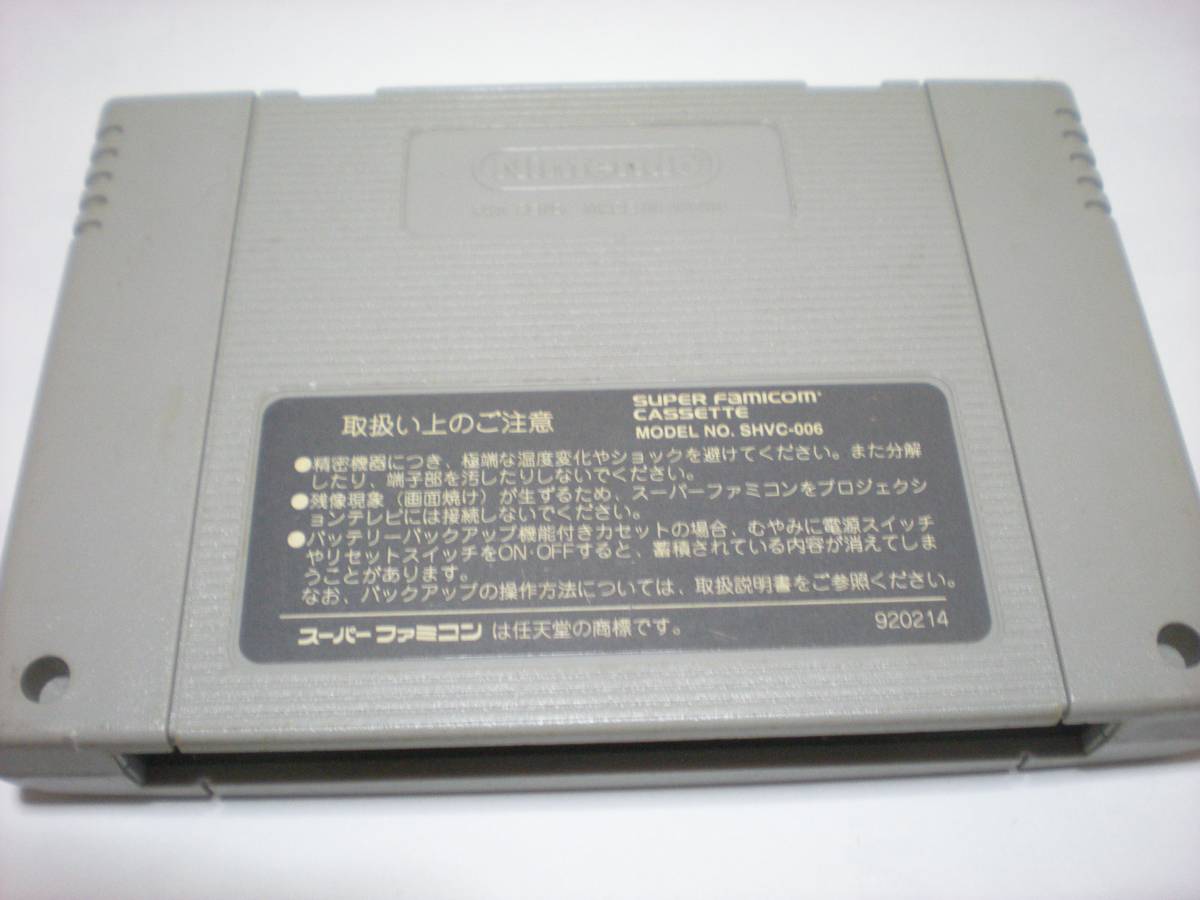 Nintendo
取扱い上のご注意
SUPER Famicom
CASSETTE
MODEL NO. SHVC-006
●精密機器につき、極端な温度変化やショックを避けてください。また分解
したり、端子部を汚したりしないでください。
●残像現象（画面焼け）が生ずるため、スーパーファミコンをプロジェクシ
ョンテレビには接続しないでください。
●バッテリーバックアップ機能付きカセットの場合、むやみに電源スイッチ
やリセットスイッチをON・OFFすると、蓄積されている内容が消えてしま
うことがあります。
なお、バックアップの操作方法については、取扱説明書をご参照ください。
スーパーファミコン は任天堂の商標です。
920214